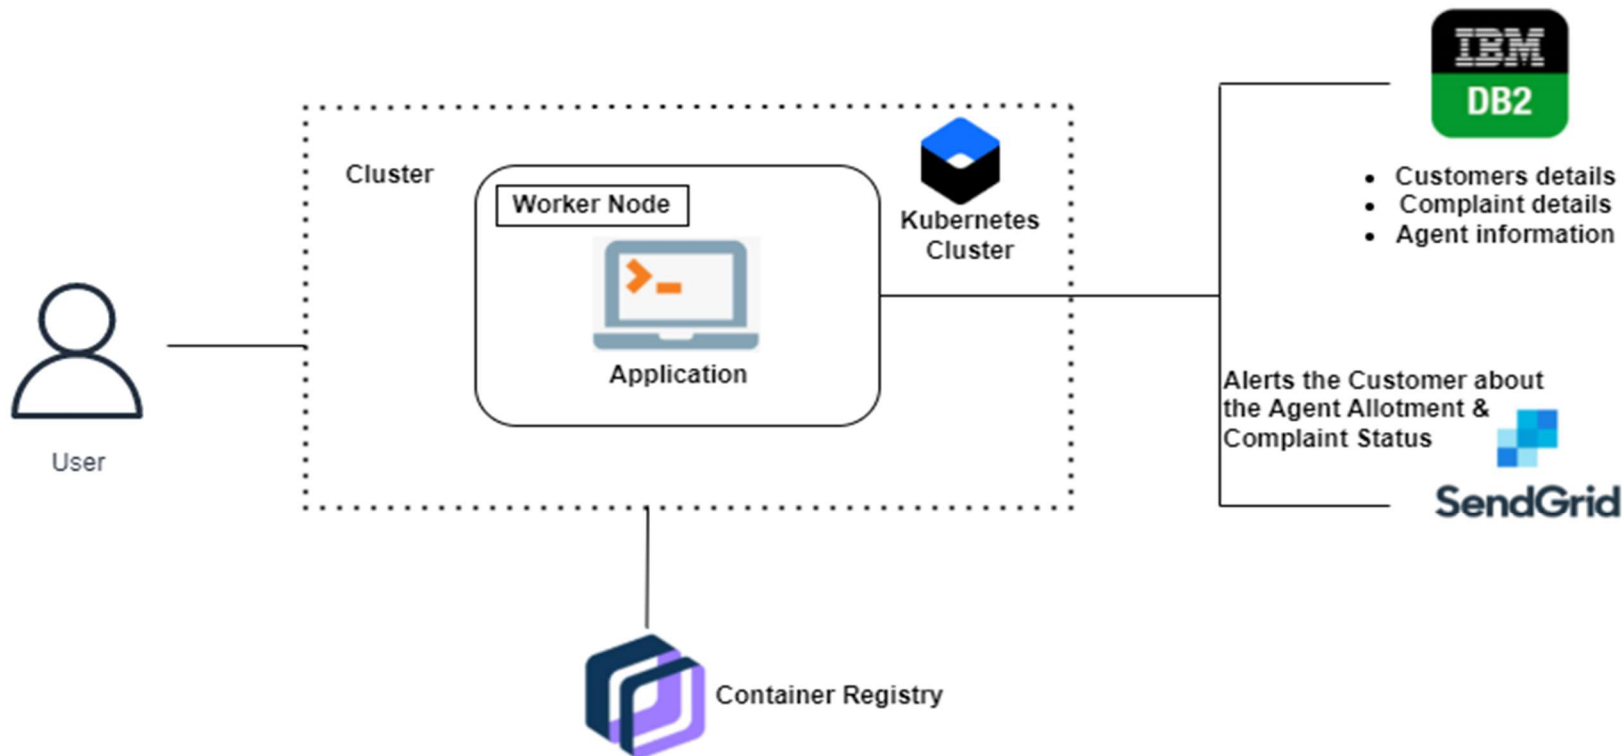 IBM
DB2
Cluster
Worker Node
Kubernetes
Cluster
• Customers details
• Complaint details
• Agent information
Application
User
Alerts the Customer about
the Agent Allotment &
Complaint Status
SendGrid
Container Registry